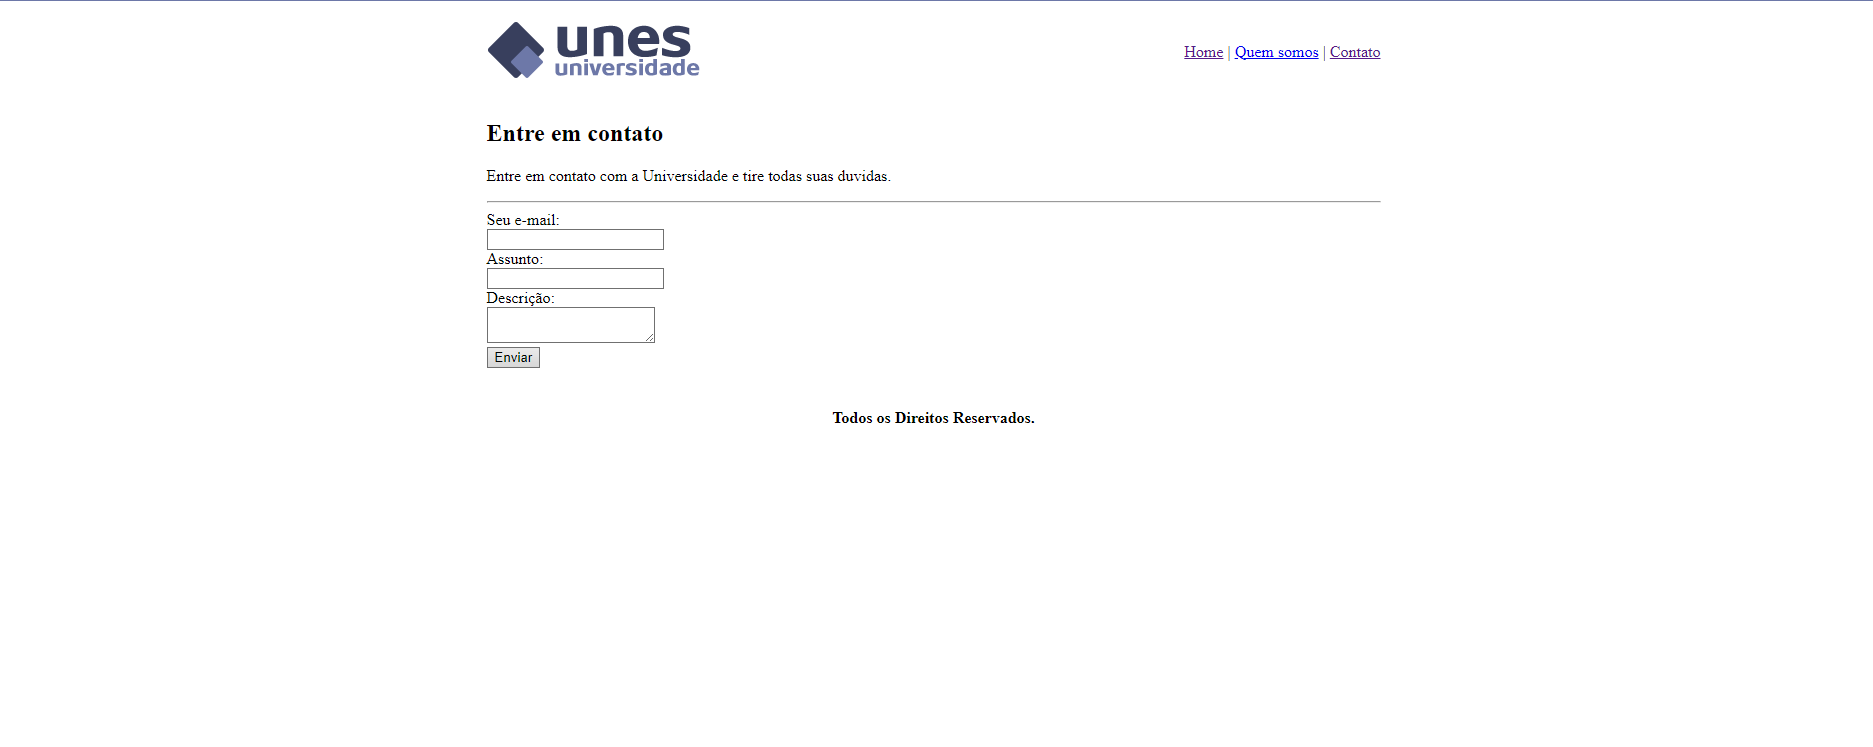 unes
universidade
Home | Quem somos | Contato
Entre em contato
Entre em contato com a Universidade e tire todas suas duvidas.
Seu e-mail:
Assunto:
Descrição:
Enviar
Todos os Direitos Reservados.